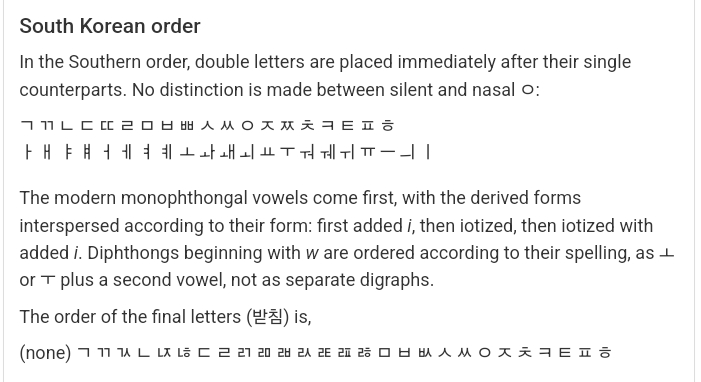 South Korean order
In the Southern order, double letters are placed immediately after their single
counterparts. No distinction is made between silent and nasal ㅇ:
ㄱ ㄲ ㄴ ㄷ ㄸ ㄹ ㅁ ㅂ ㅃ ㅅ ㅆ ㅇ ㅈ ㅉ ㅊ ㅋ ㅌ ㅍ ㅎ
ㅏ ㅐ ㅑ ㅒ ㅓ ㅔ ㅕ ㅖ ㅗ ㅘ ㅙ ㅚ ㅛ ㅜ ㅝ ㅞ ㅟ ㅠ ㅡ ㅢ ㅣ
The modern monophthongal vowels come first, with the derived forms
interspersed according to their form: first added i, then iotized, then iotized with
added i. Diphthongs beginning with w are ordered according to their spelling, as ㅗ
or ㅜ plus a second vowel, not as separate digraphs.
The order of the final letters (받침) is,
(none) ㄱ ㄲ ㄳ ㄴ ㄵ ㄶ ㄷ ㄹ ㄺ ㄻ ㄼ ㄽ ㄾ ㄿ ㅀ ㅁ ㅂ ㅄ ㅅ ㅆ ㅇ ㅈ ㅊ ㅋ ㅌ ㅍ ㅎ